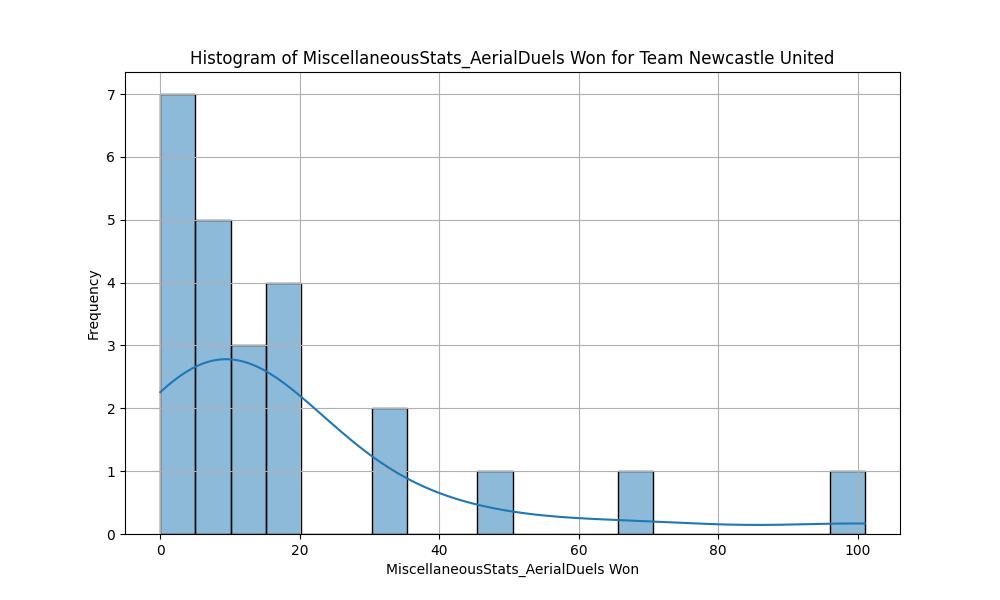 Histogram of MiscellaneousStats_AerialDuels Won for Team Newcastle United
7
6
5
4
3
2
1
0
Frequency
0 20 40 60 80 100
MiscellaneousStats_AerialDuels Won